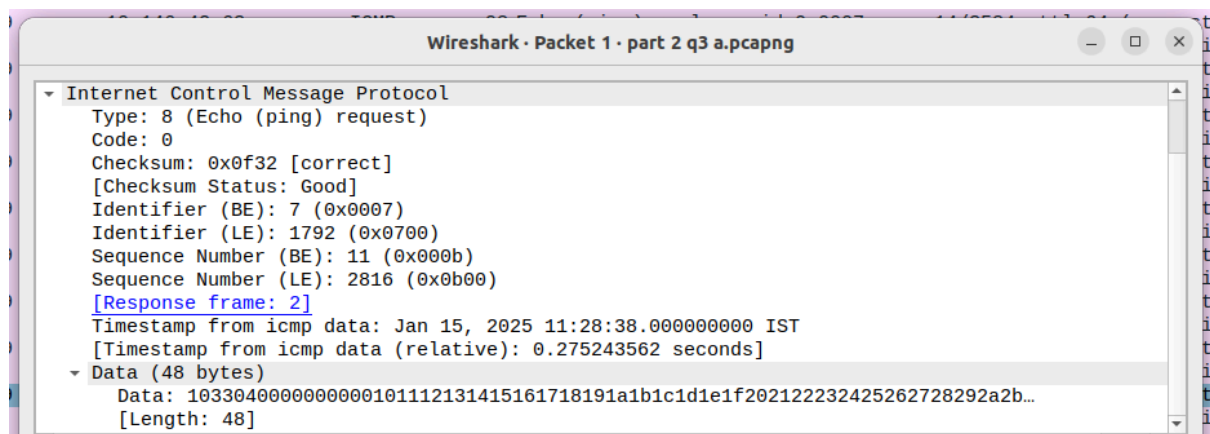 Wireshark · Packet 1 · part 2 q3 a.pcapng
Internet Control Message Protocol
Type: 8 (Echo (ping) request)
Code: 0
Checksum: 0x0f32 [correct]
[Checksum Status: Good]
Identifier (BE): 7 (0x0007)
Identifier (LE): 1792 (0x0700)
Sequence Number (BE): 11 (0x000b)
Sequence Number (LE): 2816 (0x0b00)
[Response frame: 2]
Timestamp from icmp data: Jan 15, 2025 11:28:38.000000000 IST
[Timestamp from icmp data (relative): 0.275243562 seconds]
Data (48 bytes)
Data: 103304000000000010111213141516171819​1a1b1c1d1e1f202122232425262728292a2b…
[Length: 48]